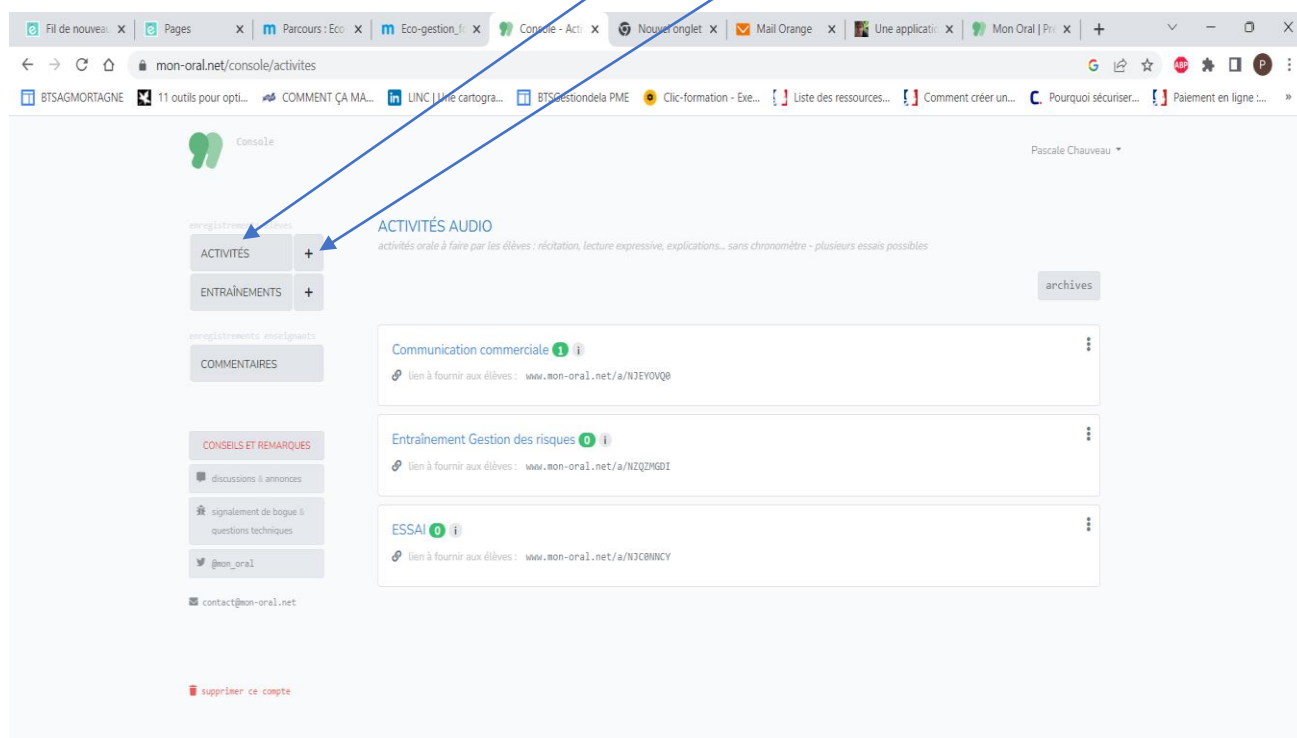 Fil de nouveau
Pages
Parcours : Eco
Eco-gestion_fo
Console - Acti
Nouvel onglet
Mail Orange
Une applicatio
Mon Oral | Pr
mon-oral.net/console/activites
BTSAGMORTAGNE
11 outils pour opti...
COMMENT ÇA MA...
LINC | Une cartogra...
BTSGestiondela PME
Clic-formation - Exe...
Liste des ressources...
Comment créer un...
Pourquoi sécuriser...
Paiement en ligne :...
»
Console
Pascale Chauveau
enregistrements élèves
ACTIVITÉS +
ENTRAÎNEMENTS +
enregistrements enseignants
COMMENTAIRES
CONSEILS ET REMARQUES
discussions & annonces
signalement de bogue &
questions techniques
@mon_oral
contact@mon-oral.net
supprimer ce compte
ACTIVITÉS AUDIO
activités orale à faire par les élèves : récitation, lecture expressive, explications... sans chronomètre - plusieurs essais possibles
archives
Communication commerciale 1 i
lien à fournir aux élèves : www.mon-oral.net/a/NJEYOVQ0
Entraînement Gestion des risques 0 i
lien à fournir aux élèves : www.mon-oral.net/a/NZQZMGDI
ESSAI 0 i
lien à fournir aux élèves : www.mon-oral.net/a/NJC0NNCY